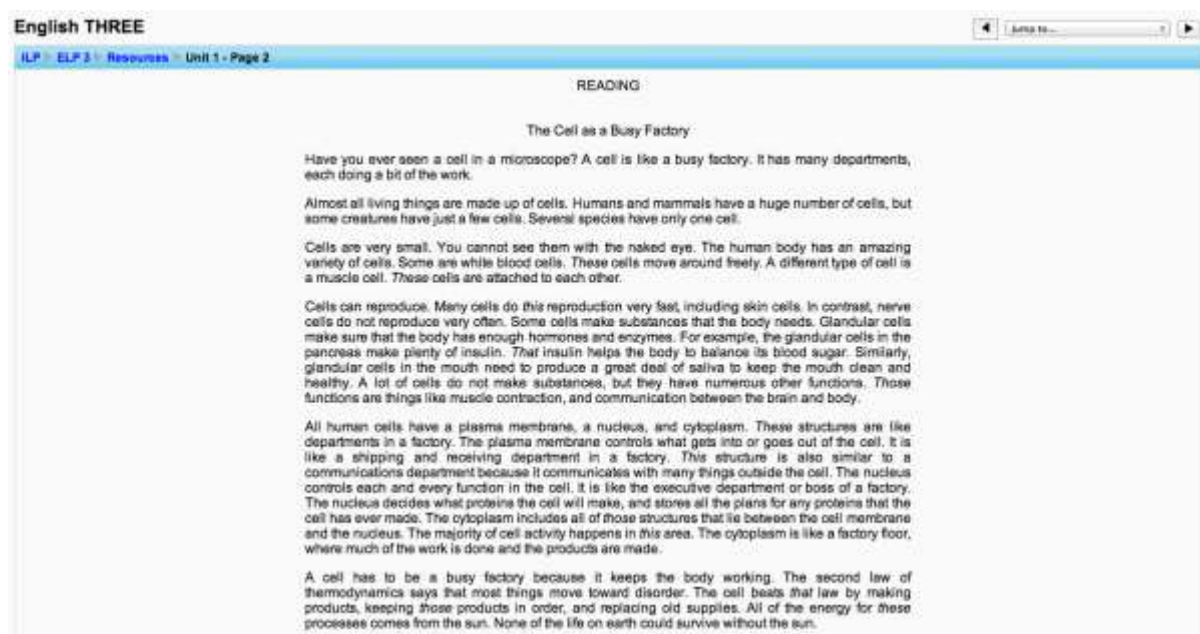 English THREE
Jump to...
ILP ELP 3 Resources Unit 1 - Page 2
READING
The Cell as a Busy Factory
Have you ever seen a cell in a microscope? A cell is like a busy factory. It has many departments,
each doing a bit of the work.
Almost all living things are made up of cells. Humans and mammals have a huge number of cells, but
some creatures have just a few cells. Several species have only one cell.
Cells are very small. You cannot see them with the naked eye. The human body has an amazing
variety of cells. Some are white blood cells. These cells move around freely. A different type of cell is
a muscle cell. These cells are attached to each other.
Cells can reproduce. Many cells do this reproduction very fast, including skin cells. In contrast, nerve
cells do not reproduce very often. Some cells make substances that the body needs. Glandular cells
make sure that the body has enough hormones and enzymes. For example, the glandular cells in the
pancreas make plenty of insulin. That insulin helps the body to balance its blood sugar. Similarly,
glandular cells in the mouth need to produce a great deal of saliva to keep the mouth clean and
healthy. A lot of cells do not make substances, but they have numerous other functions. Those
functions are things like muscle contraction, and communication between the brain and body.
All human cells have a plasma membrane, a nucleus, and cytoplasm. These structures are like
departments in a factory. The plasma membrane controls what gets into or goes out of the cell. It is
like a shipping and receiving department in a factory. This structure is also similar to a
communications department because it communicates with many things outside the cell. The nucleus
controls each and every function in the cell. It is like the executive department or boss of a factory.
The nucleus decides what proteins the cell will make, and stores all the plans for any proteins that the
cell has ever made. The cytoplasm includes all of those structures that lie between the cell membrane
and the nucleus. The majority of cell activity happens in this area. The cytoplasm is like a factory floor,
where much of the work is done and the products are made.
A cell has to be a busy factory because it keeps the body working. The second law of
thermodynamics says that most things move toward disorder. The cell beats that law by making
products, keeping those products in order, and replacing old supplies. All of the energy for these
processes comes from the sun. None of the life on earth could survive without the sun.